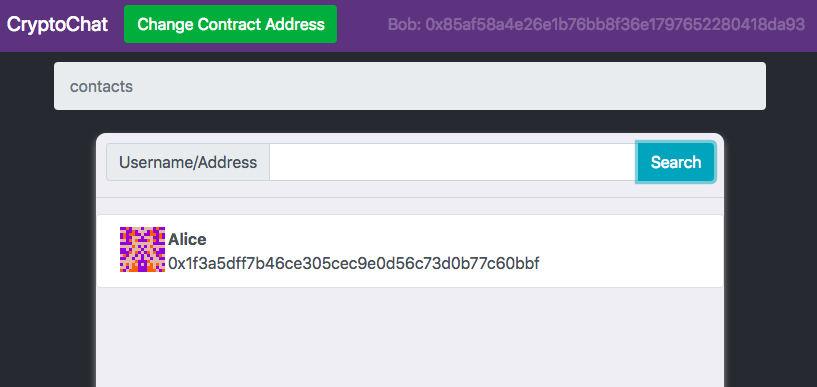 CryptoChat Change Contract Address Bob: 0x85af58a4e26e1b76bb8f36e1797652280418da93
contacts
Username/Address Search
Alice
0x1f3a5dff7b46ce305cec9e0d56c73d0b77c60bbf